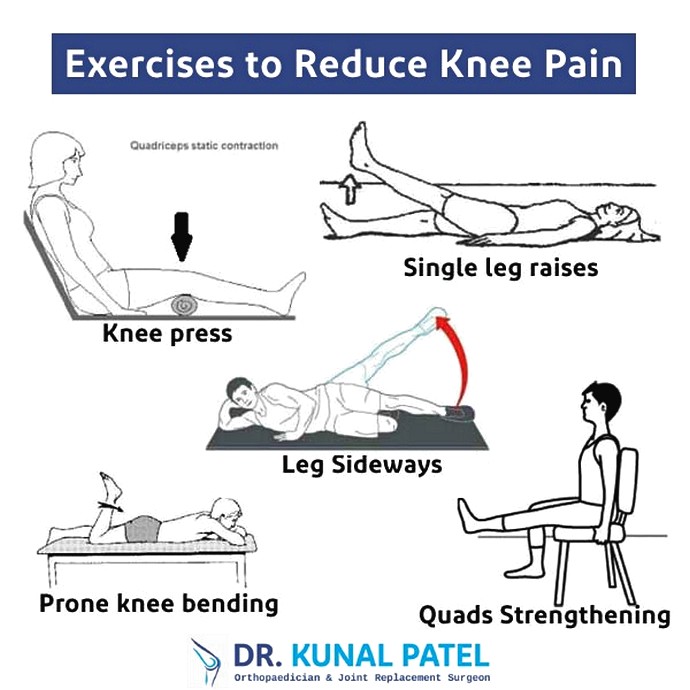 Exercises to Reduce Knee Pain
Quadriceps static contraction
Single leg raises
Knee press
Leg Sideways
Prone knee bending
Quads Strengthening
DR. KUNAL PATEL
Orthopaedician & Joint Replacement Surgeon